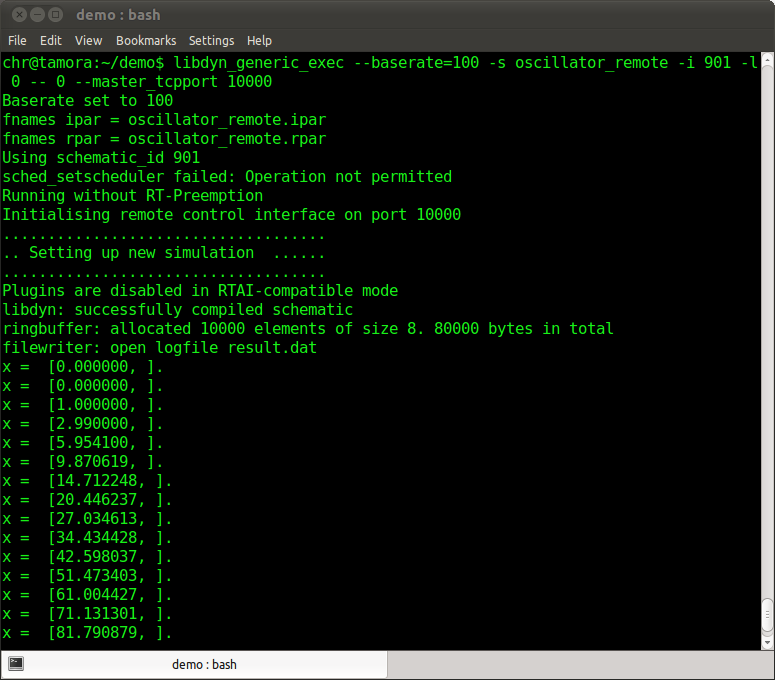 demo : bash
File Edit View Bookmarks Settings Help
chr@tamora:~/demo$ libdyn_generic_exec --baserate=100 -s oscillator_remote -i 901 -l
 0 -- 0 --master_tcpport 10000
Baserate set to 100
fnames ipar = oscillator_remote.ipar
fnames rpar = oscillator_remote.rpar
Using schematic_id 901
sched_setscheduler failed: Operation not permitted
Running without RT-Preemption
Initialising remote control interface on port 10000
....................................
.. Setting up new simulation  ......
....................................
Plugins are disabled in RTAI-compatible mode
libdyn: successfully compiled schematic
ringbuffer: allocated 10000 elements of size 8. 80000 bytes in total
filewriter: open logfile result.dat
x =  [0.000000, ].
x =  [0.000000, ].
x =  [1.000000, ].
x =  [2.990000, ].
x =  [5.954100, ].
x =  [9.870619, ].
x =  [14.712248, ].
x =  [20.446237, ].
x =  [27.034613, ].
x =  [34.434428, ].
x =  [42.598037, ].
x =  [51.473403, ].
x =  [61.004427, ].
x =  [71.131301, ].
x =  [81.790879, ].
demo : bash